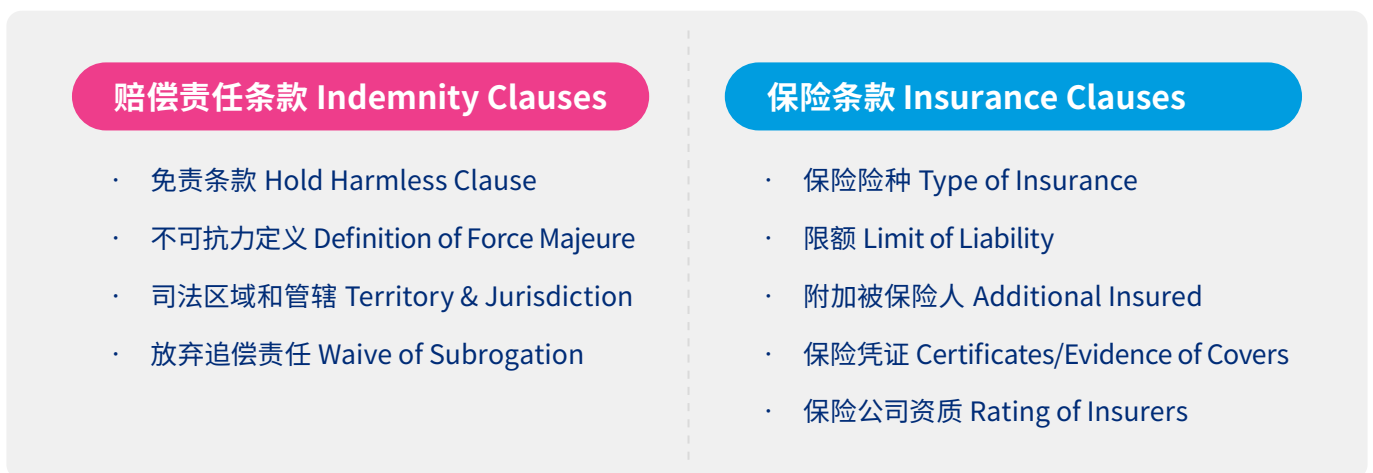 赔偿责任条款 Indemnity Clauses
· 免责条款 Hold Harmless Clause
· 不可抗力定义 Definition of Force Majeure
· 司法区域和管辖 Territory & Jurisdiction
· 放弃追偿责任 Waive of Subrogation
保险条款 Insurance Clauses
· 保险险种 Type of Insurance
· 限额 Limit of Liability
· 附加被保险人 Additional Insured
· 保险凭证 Certificates/Evidence of Covers
· 保险公司资质 Rating of Insurers